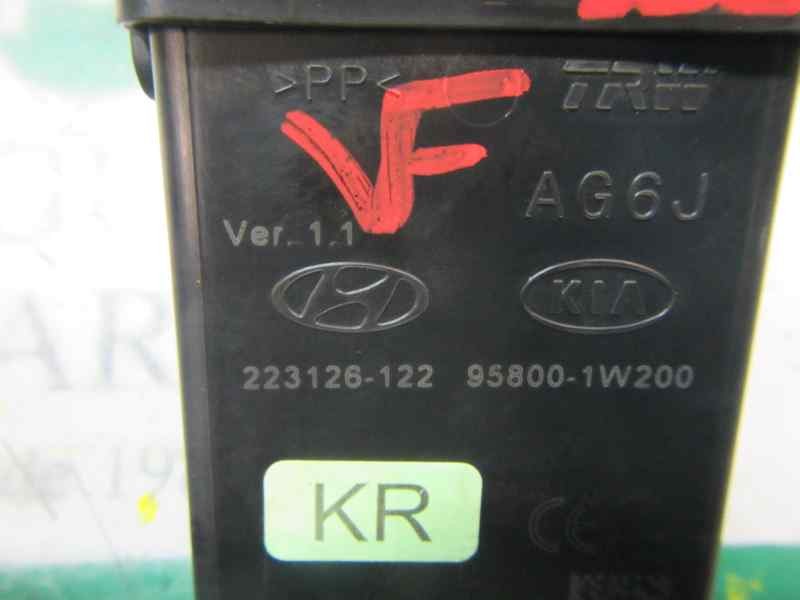 >PP< TRW
VF
AG6J
Ver. 1.1
KIA
223126-122 95800-1W200
KR
CE